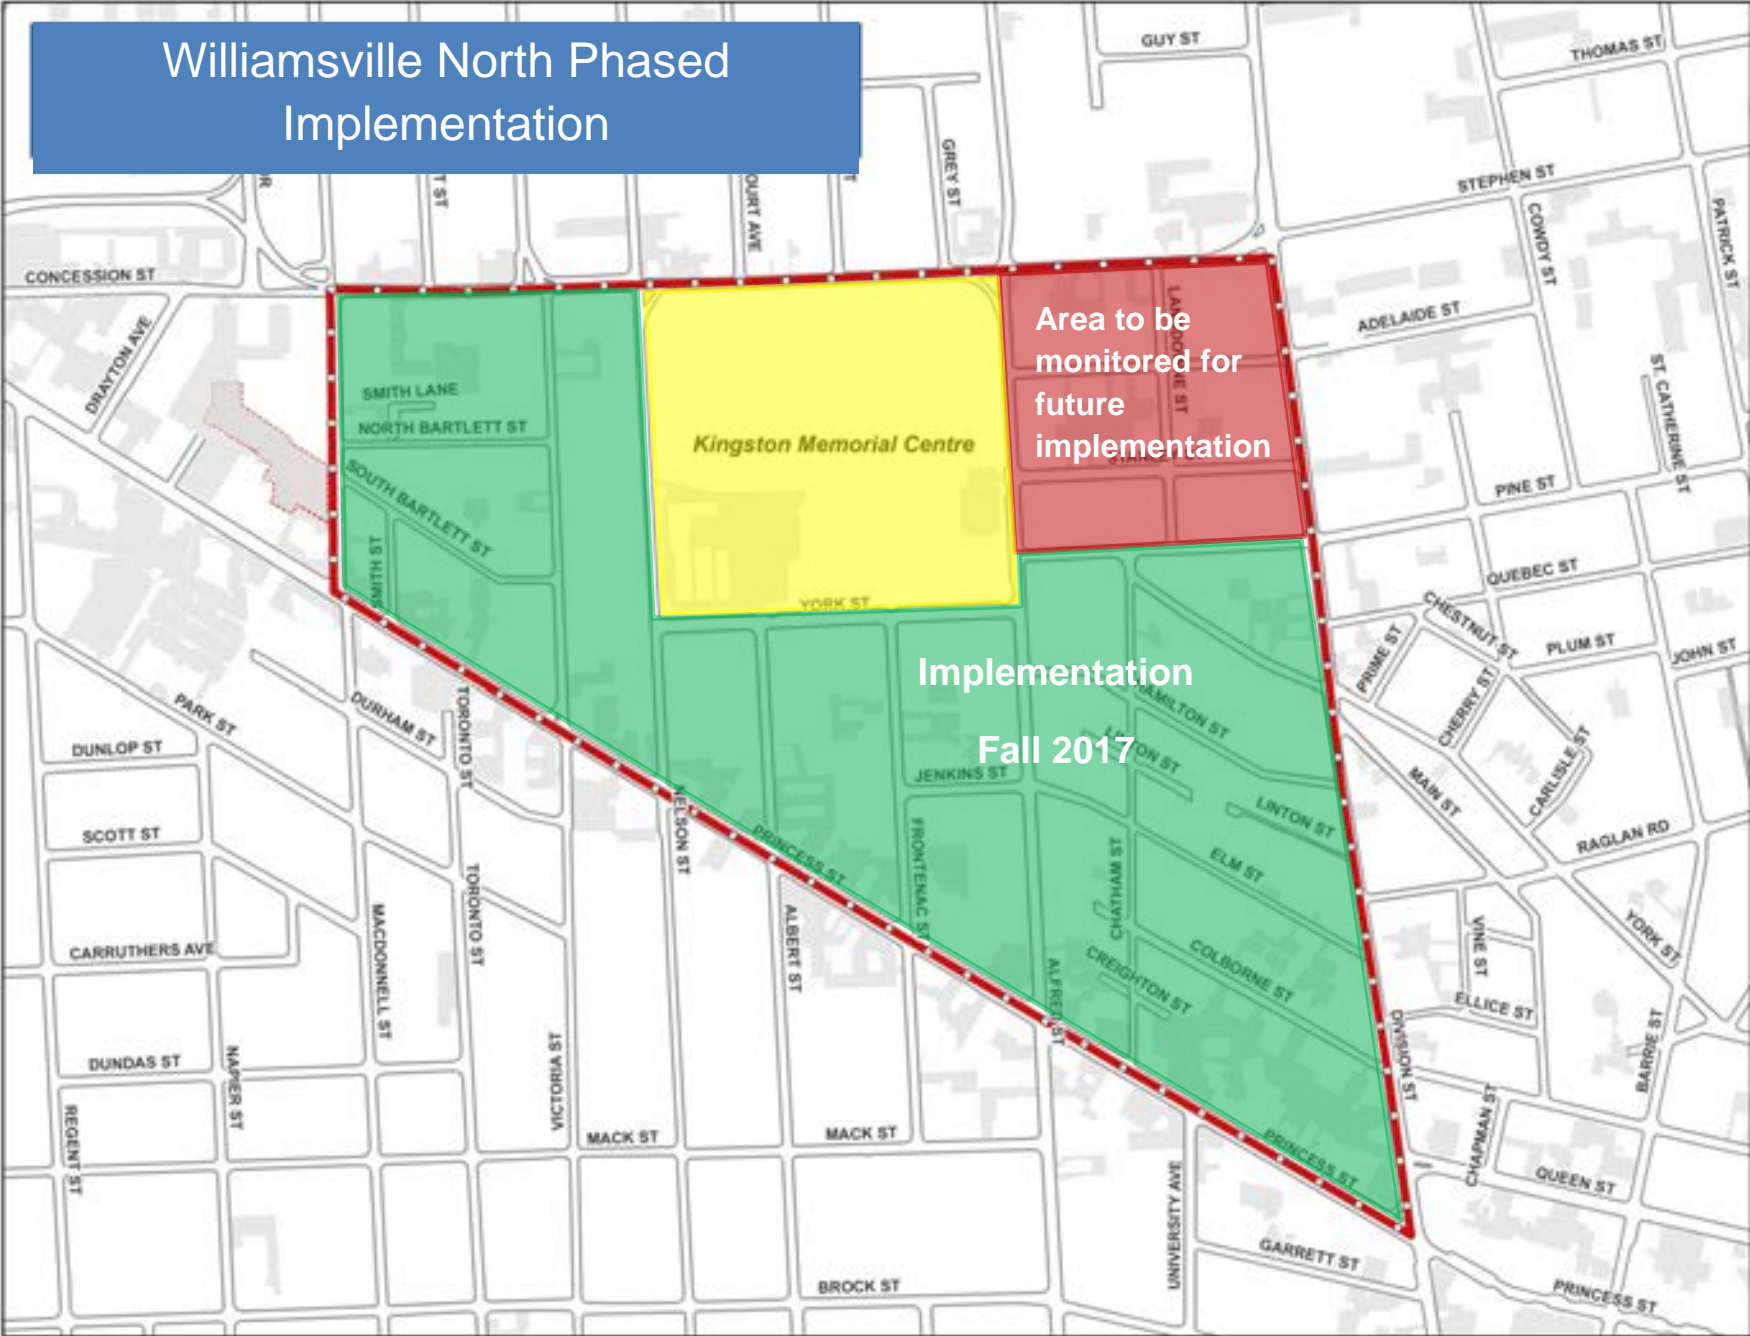 Williamsville North Phased
Implementation
GUY ST
THOMAS ST
GREY ST
STEPHEN ST
COWDY ST
PATRICK ST
CONCESSION ST
DRAYTON AVE
ADELAIDE ST
ST. CATHERINE ST
Area to be
monitored for
future
implementation
SMITH LANE
NORTH BARTLETT ST
SOUTH BARTLETT ST
SMITH ST
Kingston Memorial Centre
YORK ST
PINE ST
QUEBEC ST
CHESTNUT ST
PLUM ST
JOHN ST
PRIME ST
CHERRY ST
CARLISLE ST
MAIN ST
RAGLAN RD
Implementation
Fall 2017
HAMILTON ST
LINTON ST
JENKINS ST
LINTON ST
ELM ST
CHATHAM ST
COLBORNE ST
CREIGHTON ST
FRONTENAC ST
ALFRED ST
PRINCESS ST
NELSON ST
ALBERT ST
PARK ST
DURHAM ST
TORONTO ST
DUNLOP ST
SCOTT ST
TORONTO ST
CARRUTHERS AVE
MACDONNELL ST
DUNDAS ST
NAPIER ST
REGENT ST
VICTORIA ST
MACK ST
MACK ST
BROCK ST
UNIVERSITY AVE
PRINCESS ST
DIVISION ST
VINE ST
YORK ST
ELLICE ST
BARRIE ST
CHAPMAN ST
QUEEN ST
GARRETT ST
PRINCESS ST